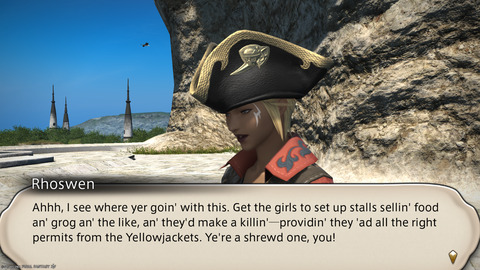 Rhoswen
Ahhh, I see where yer goin' with this. Get the girls to set up stalls sellin' food
an' grog an' the like, an' they'd make a killin'—providin' they 'ad all the right
permits from the Yellowjackets. Ye're a shrewd one, you!